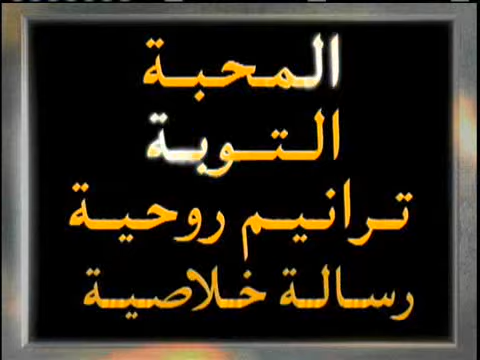 المحبة
التوبة
ترانيم روحية
رسالة خلاصية